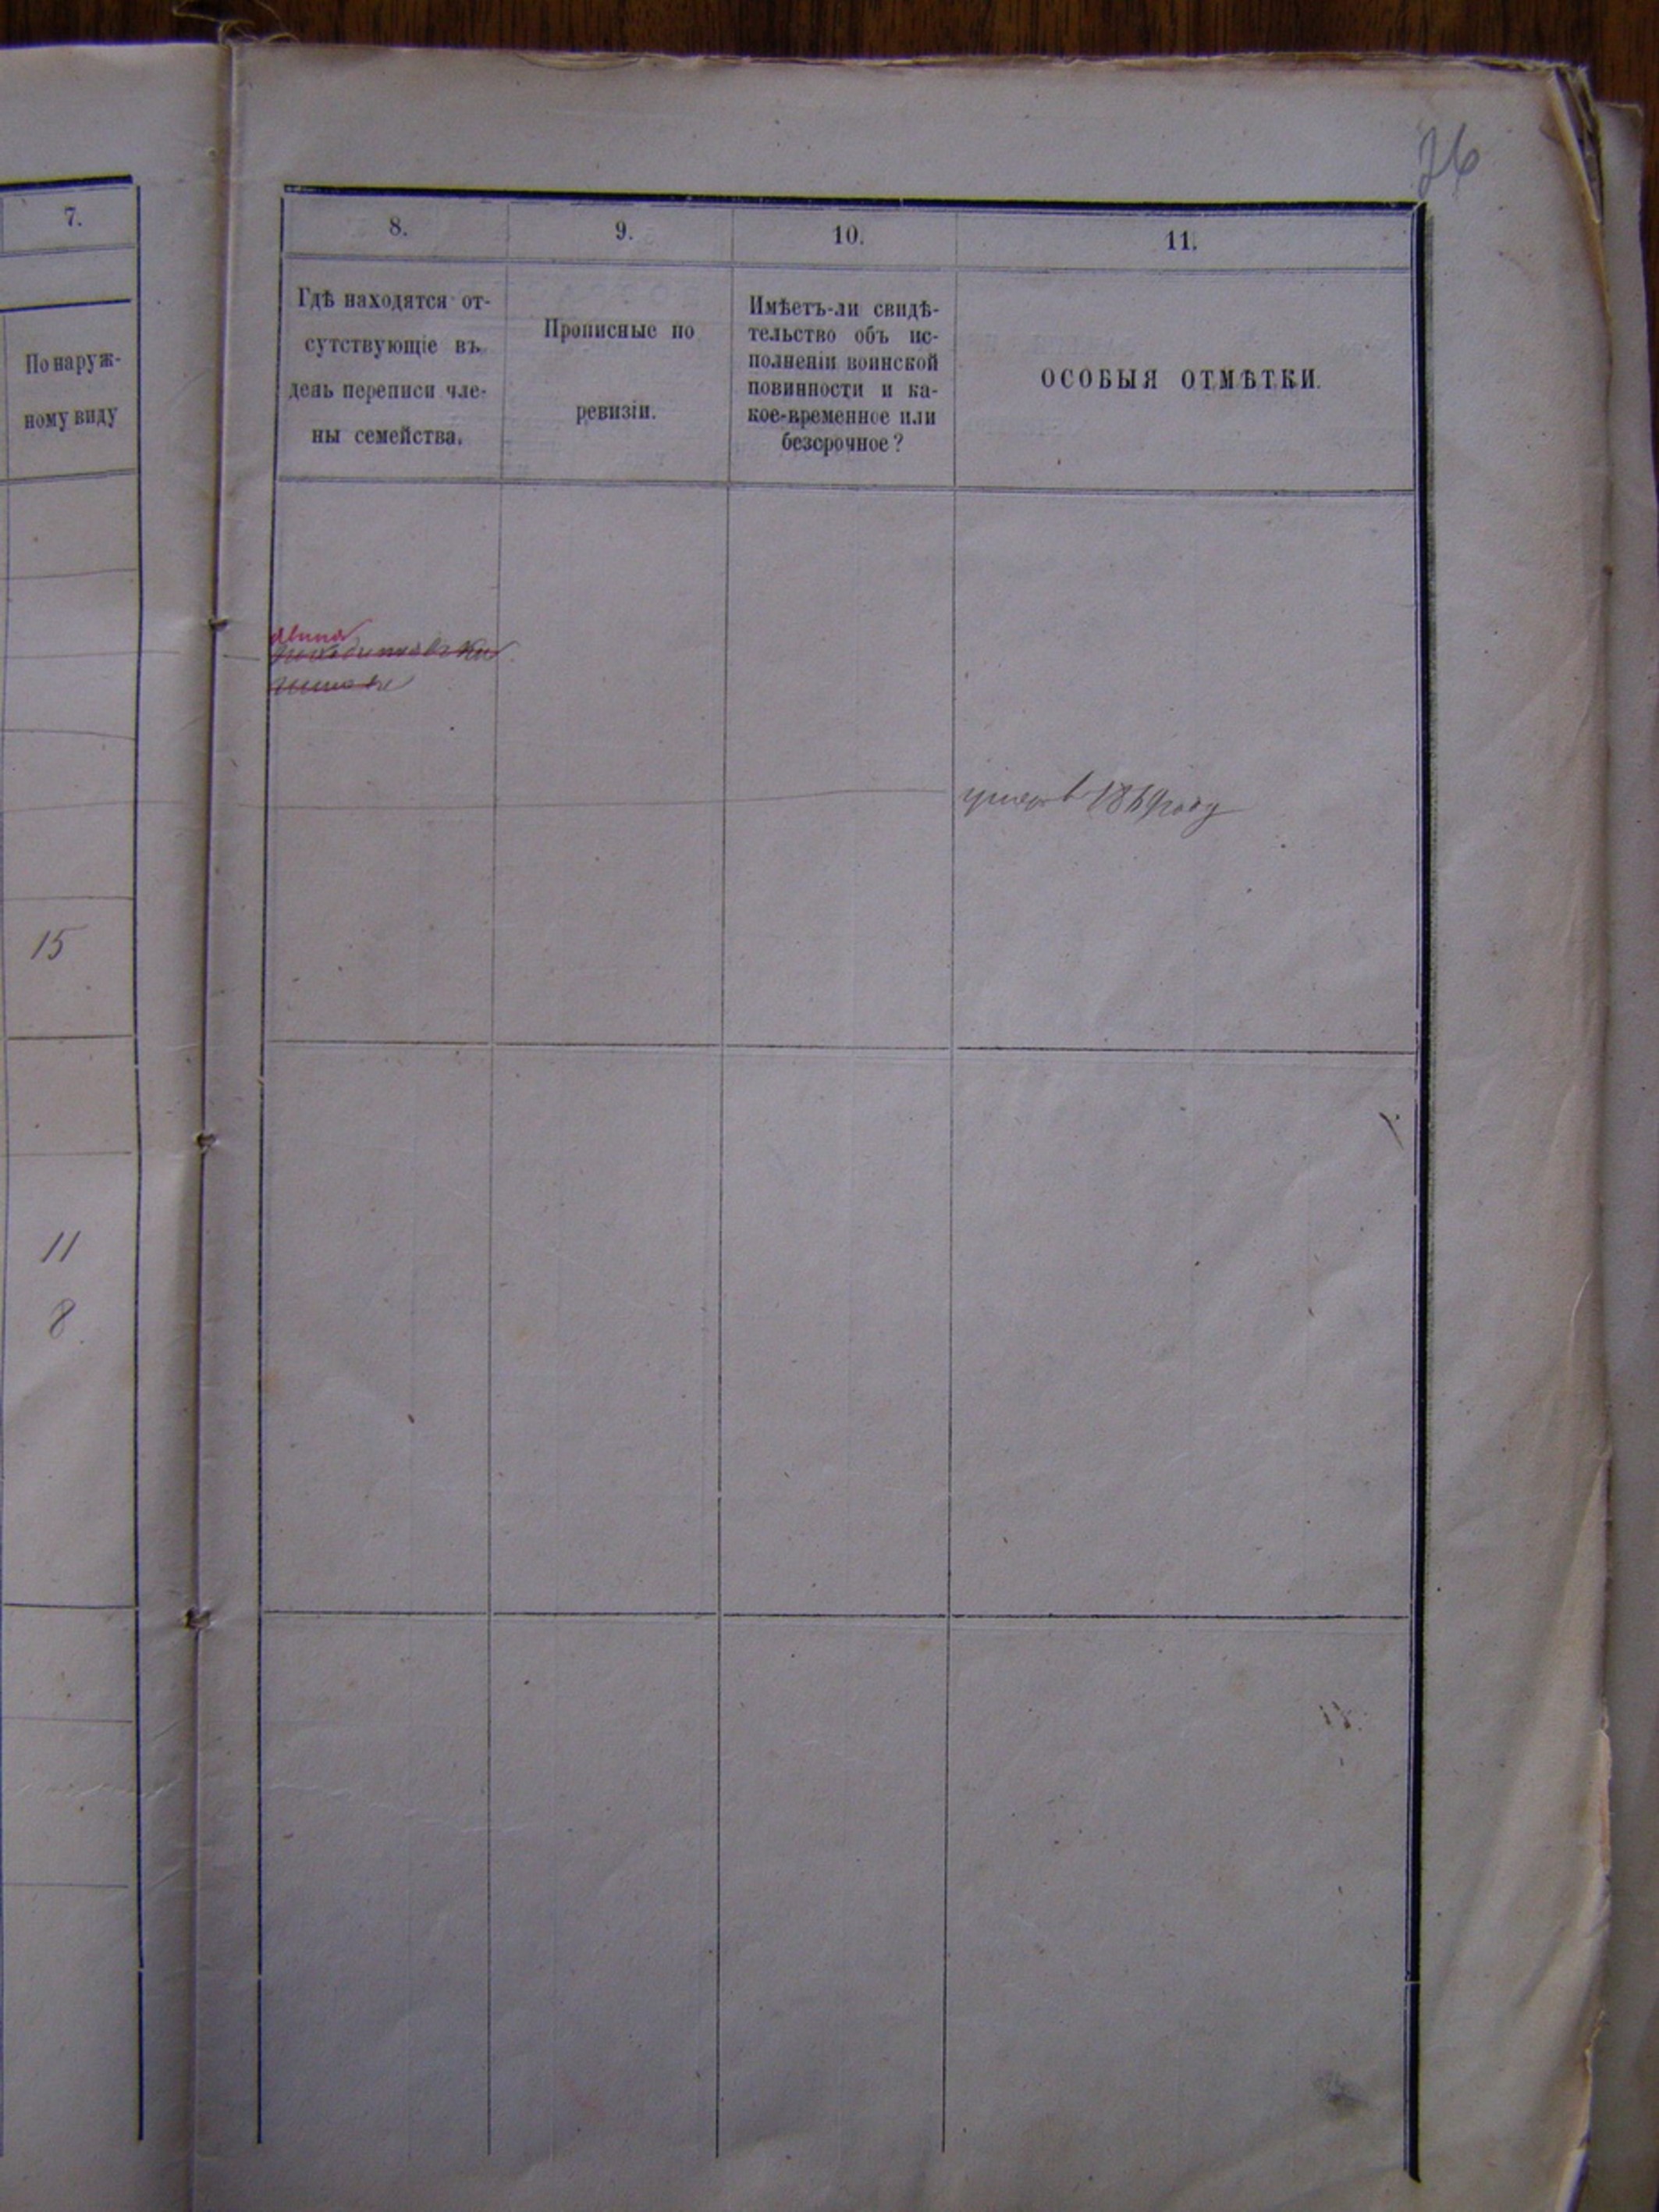 26
7.
По наруж-
ному виду
15
11
8
8.
9.
10.
11.
Гдѣ находятся от-
сутствующіе въ
день переписи чле-
ны семейства.
Прописные по
ревизіи.
Имѣетъ-ли свидѣ-
тельство объ ис-
полненіи воинской
повинности и ка-
кое-временное или
безсрочное?
ОСОБЫЯ ОТМѢТКИ.
умер в 1869 году